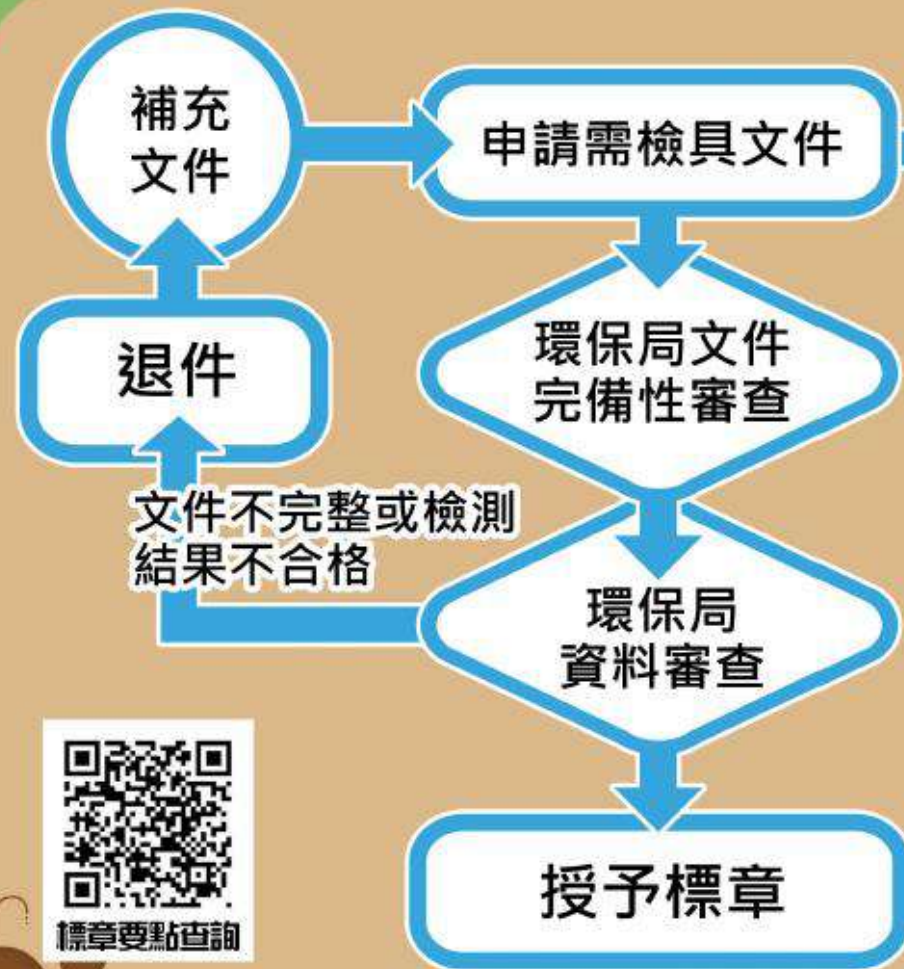 補充
文件
申請需檢具文件
退件
環保局文件
完備性審查
文件不完整或檢測
結果不合格
環保局
資料審查
授予標章
標章要點查詢